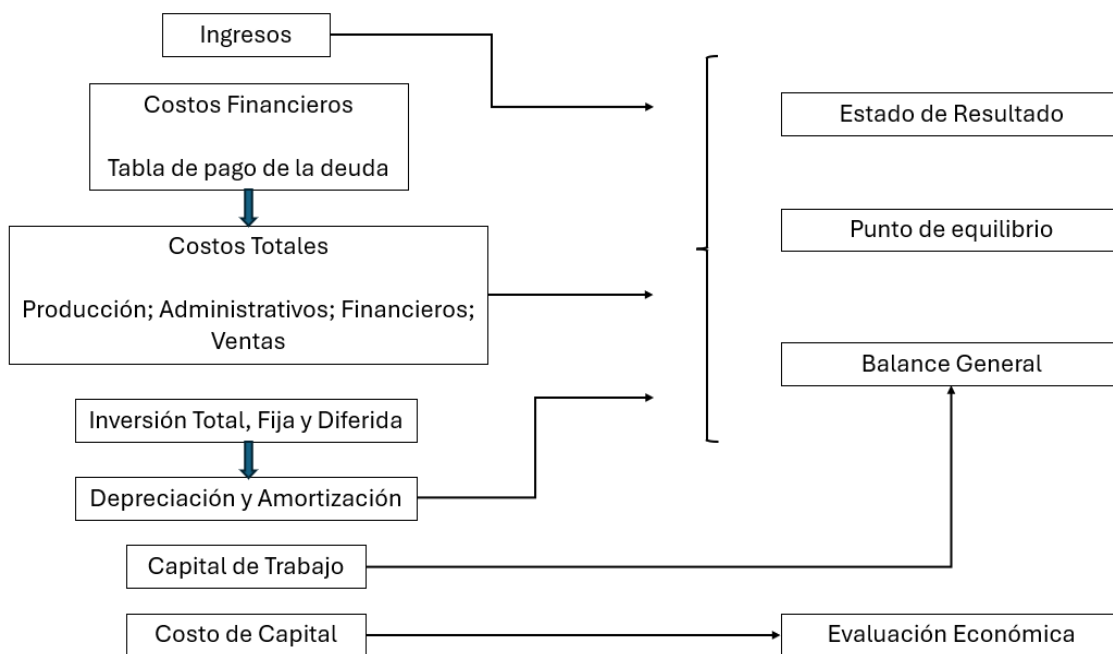 Ingresos
Costos Financieros
Tabla de pago de la deuda
Costos Totales
Producción; Administrativos; Financieros;
Ventas
Inversión Total, Fija y Diferida
Depreciación y Amortización
Capital de Trabajo
Costo de Capital
Estado de Resultado
Punto de equilibrio
Balance General
Evaluación Económica